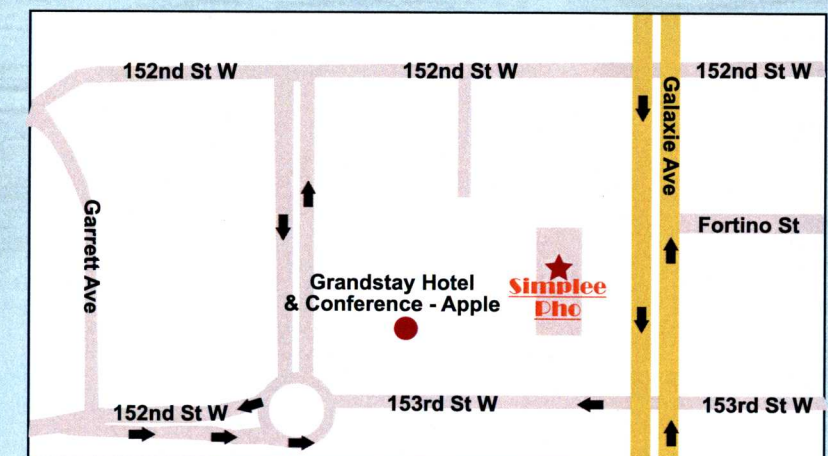 152nd St W
152nd St W
152nd St W
Galaxie Ave
Garrett Ave
Fortino St
Grandstay Hotel
& Conference - Apple
Simplee
Pho
152nd St W
153rd St W
153rd St W